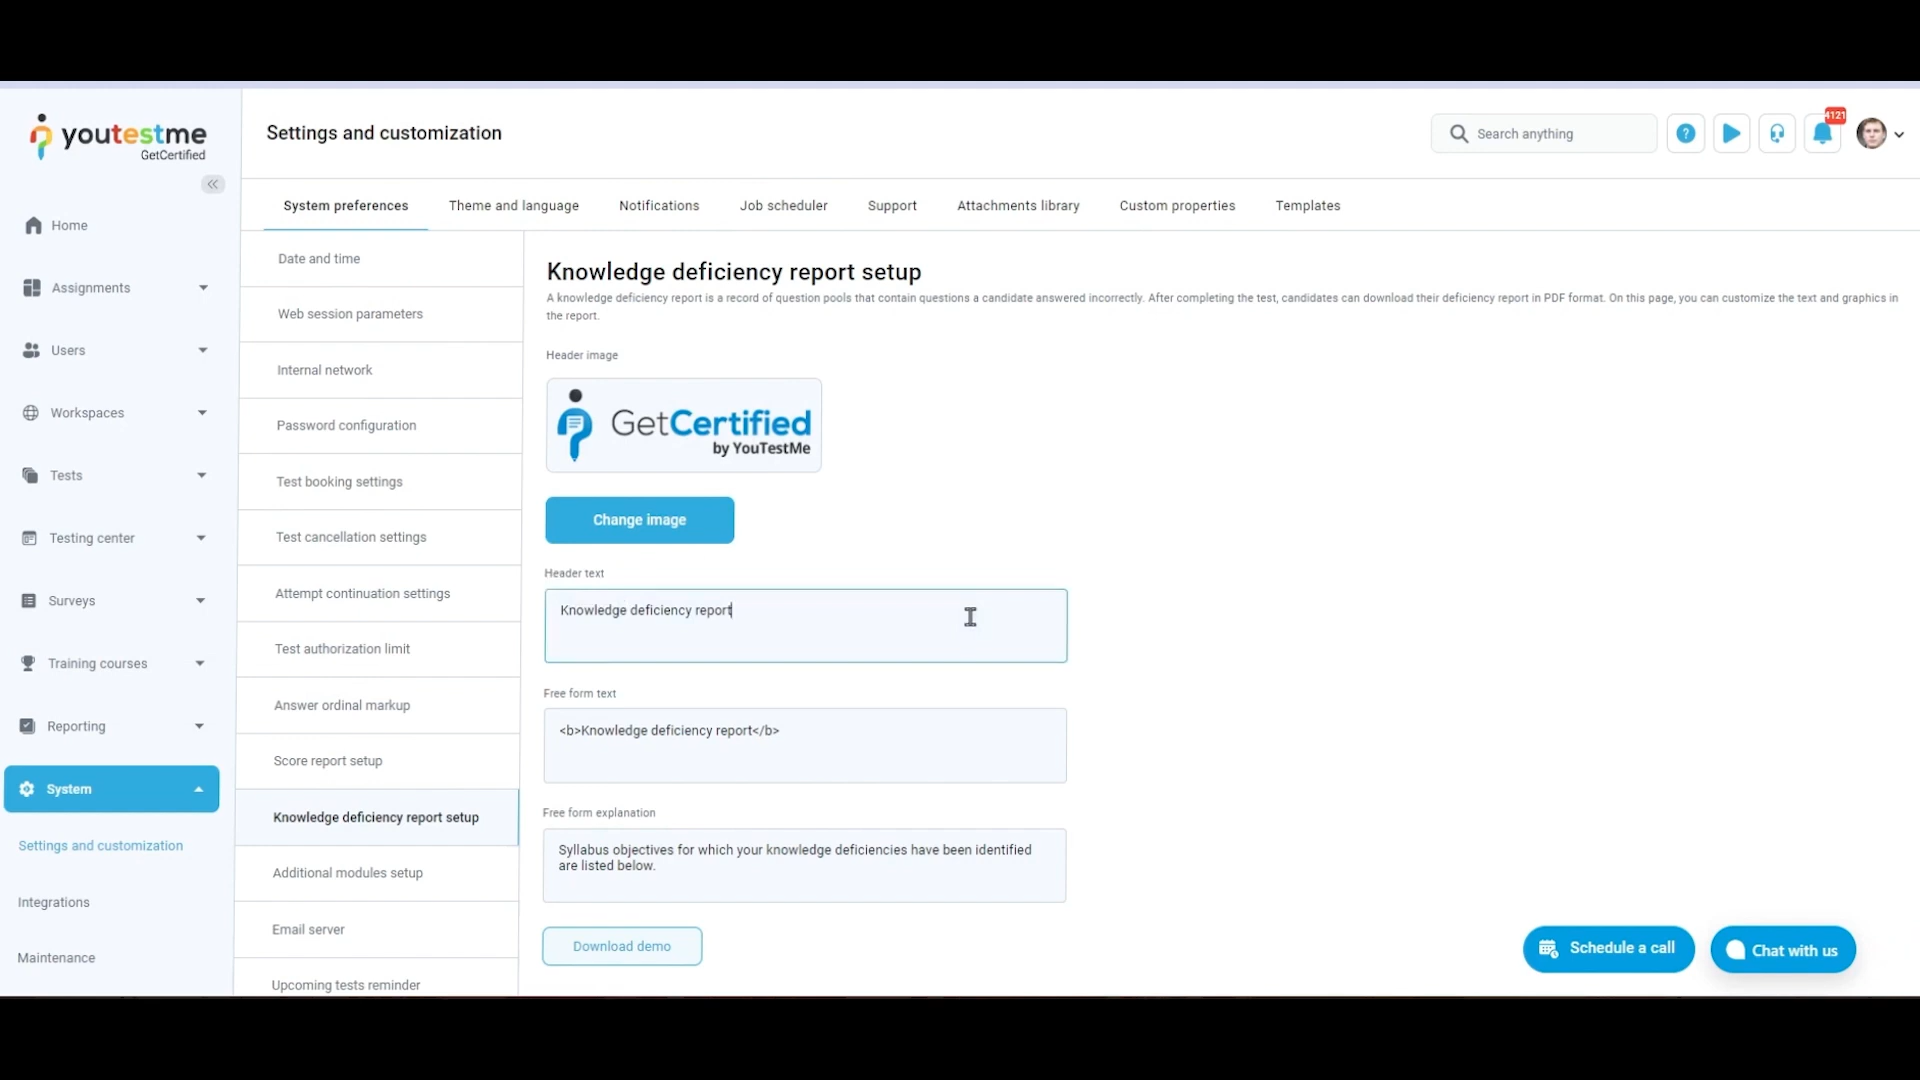 youtestme
GetCertified
Settings and customization
Search anything
?
4121
Home
Assignments
Users
Workspaces
Tests
Testing center
Surveys
Training courses
Reporting
System
Settings and customization
Integrations
Maintenance
System preferences
Theme and language
Notifications
Job scheduler
Support
Attachments library
Custom properties
Templates
Date and time
Web session parameters
Internal network
Password configuration
Test booking settings
Test cancellation settings
Attempt continuation settings
Test authorization limit
Answer ordinal markup
Score report setup
Knowledge deficiency report setup
Additional modules setup
Email server
Upcoming tests reminder
Knowledge deficiency report setup
A knowledge deficiency report is a record of question pools that contain questions a candidate answered incorrectly. After completing the test, candidates can download their deficiency report in PDF format. On this page, you can customize the text and graphics in
the report.
Header image
GetCertified
by YouTestMe
Change image
Header text
Knowledge deficiency report
Free form text
<b>Knowledge deficiency report</b>
Free form explanation
Syllabus objectives for which your knowledge deficiencies have been identified
are listed below.
Download demo
Schedule a call
Chat with us